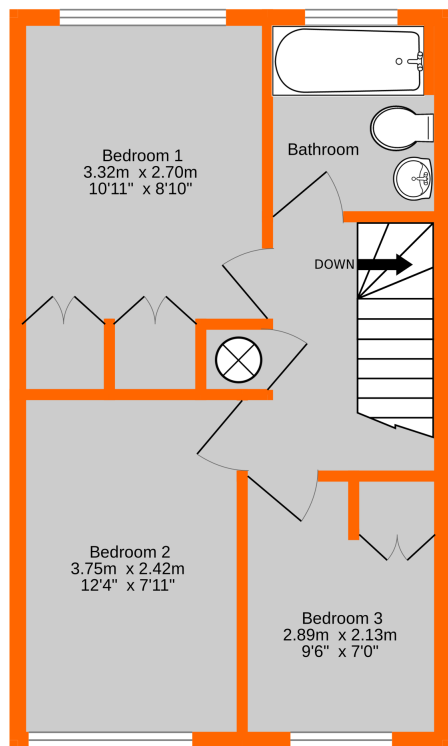 Bedroom 1
3.32m x 2.70m
10'11" x 8'10"
Bathroom
DOWN
Bedroom 2
3.75m x 2.42m
12'4" x 7'11"
Bedroom 3
2.89m x 2.13m
9'6" x 7'0"